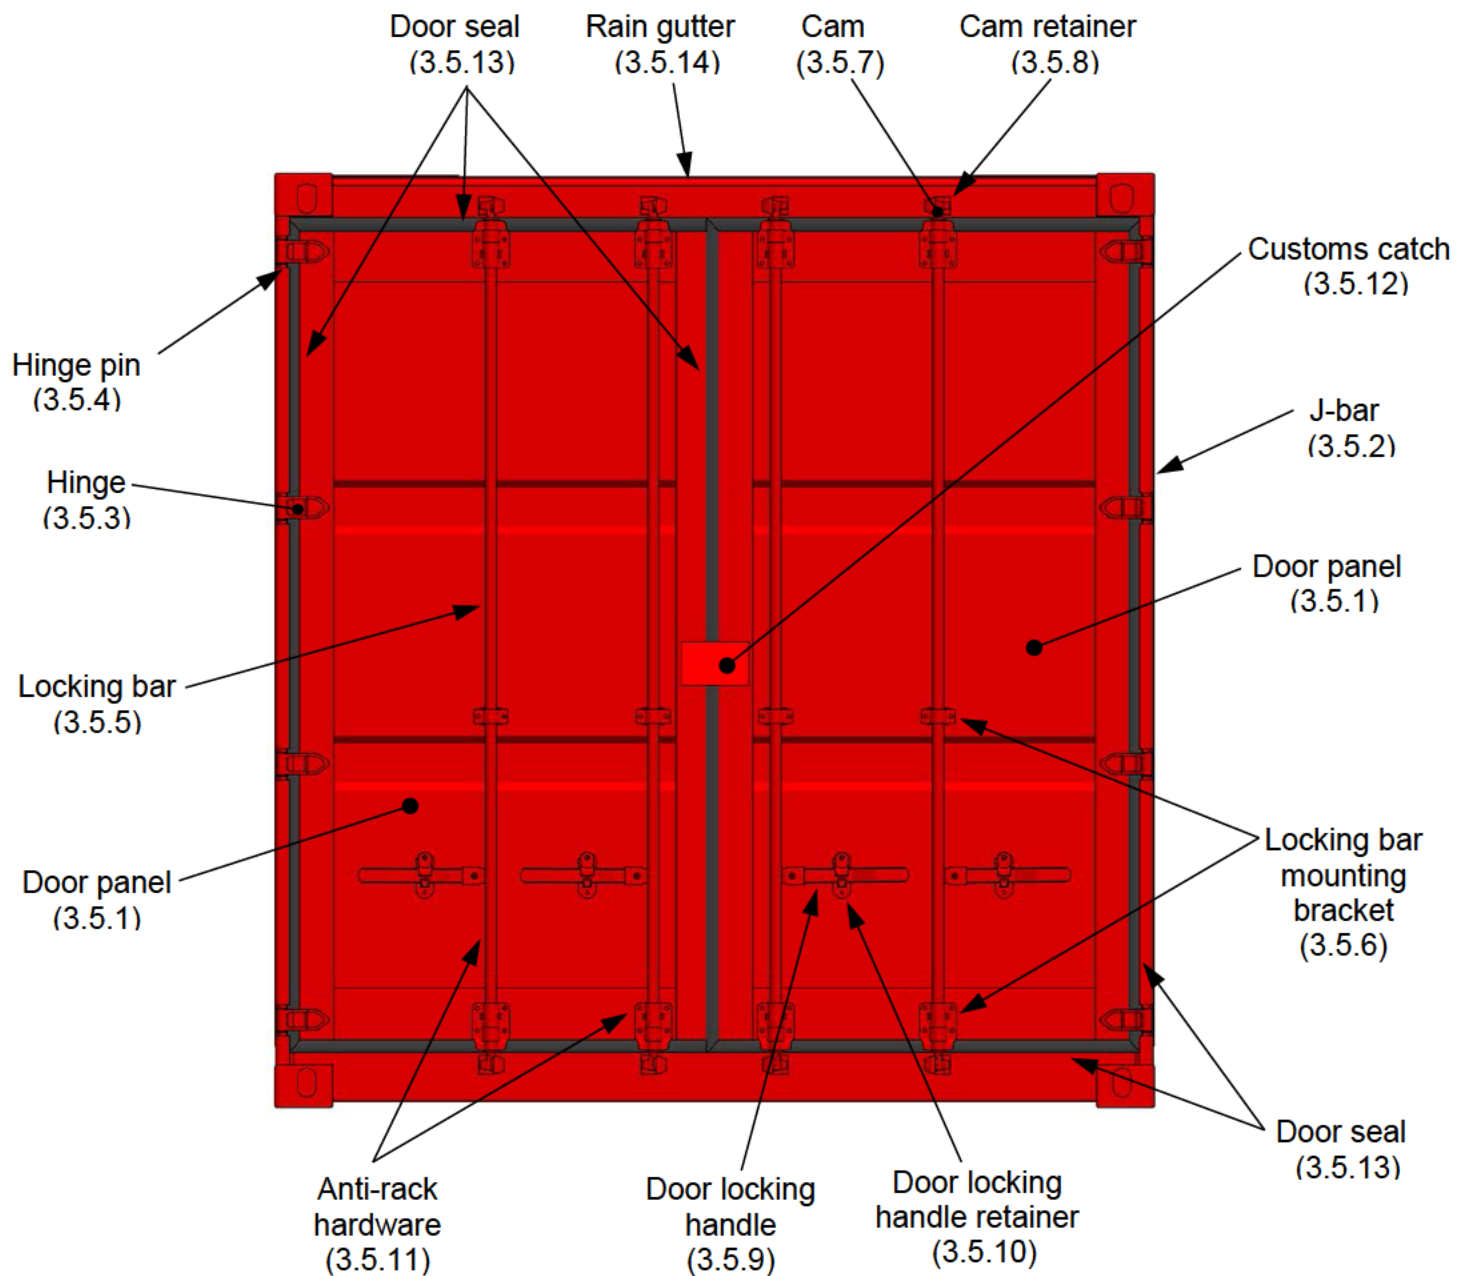 Door seal
(3.5.13)
Rain gutter
(3.5.14)
Cam
(3.5.7)
Cam retainer
(3.5.8)
Customs catch
(3.5.12)
Hinge pin
(3.5.4)
J-bar
(3.5.2)
Hinge
(3.5.3)
Door panel
(3.5.1)
Locking bar
(3.5.5)
Locking bar
mounting
bracket
(3.5.6)
Door panel
(3.5.1)
Door seal
(3.5.13)
Anti-rack
hardware
(3.5.11)
Door locking
handle
(3.5.9)
Door locking
handle retainer
(3.5.10)